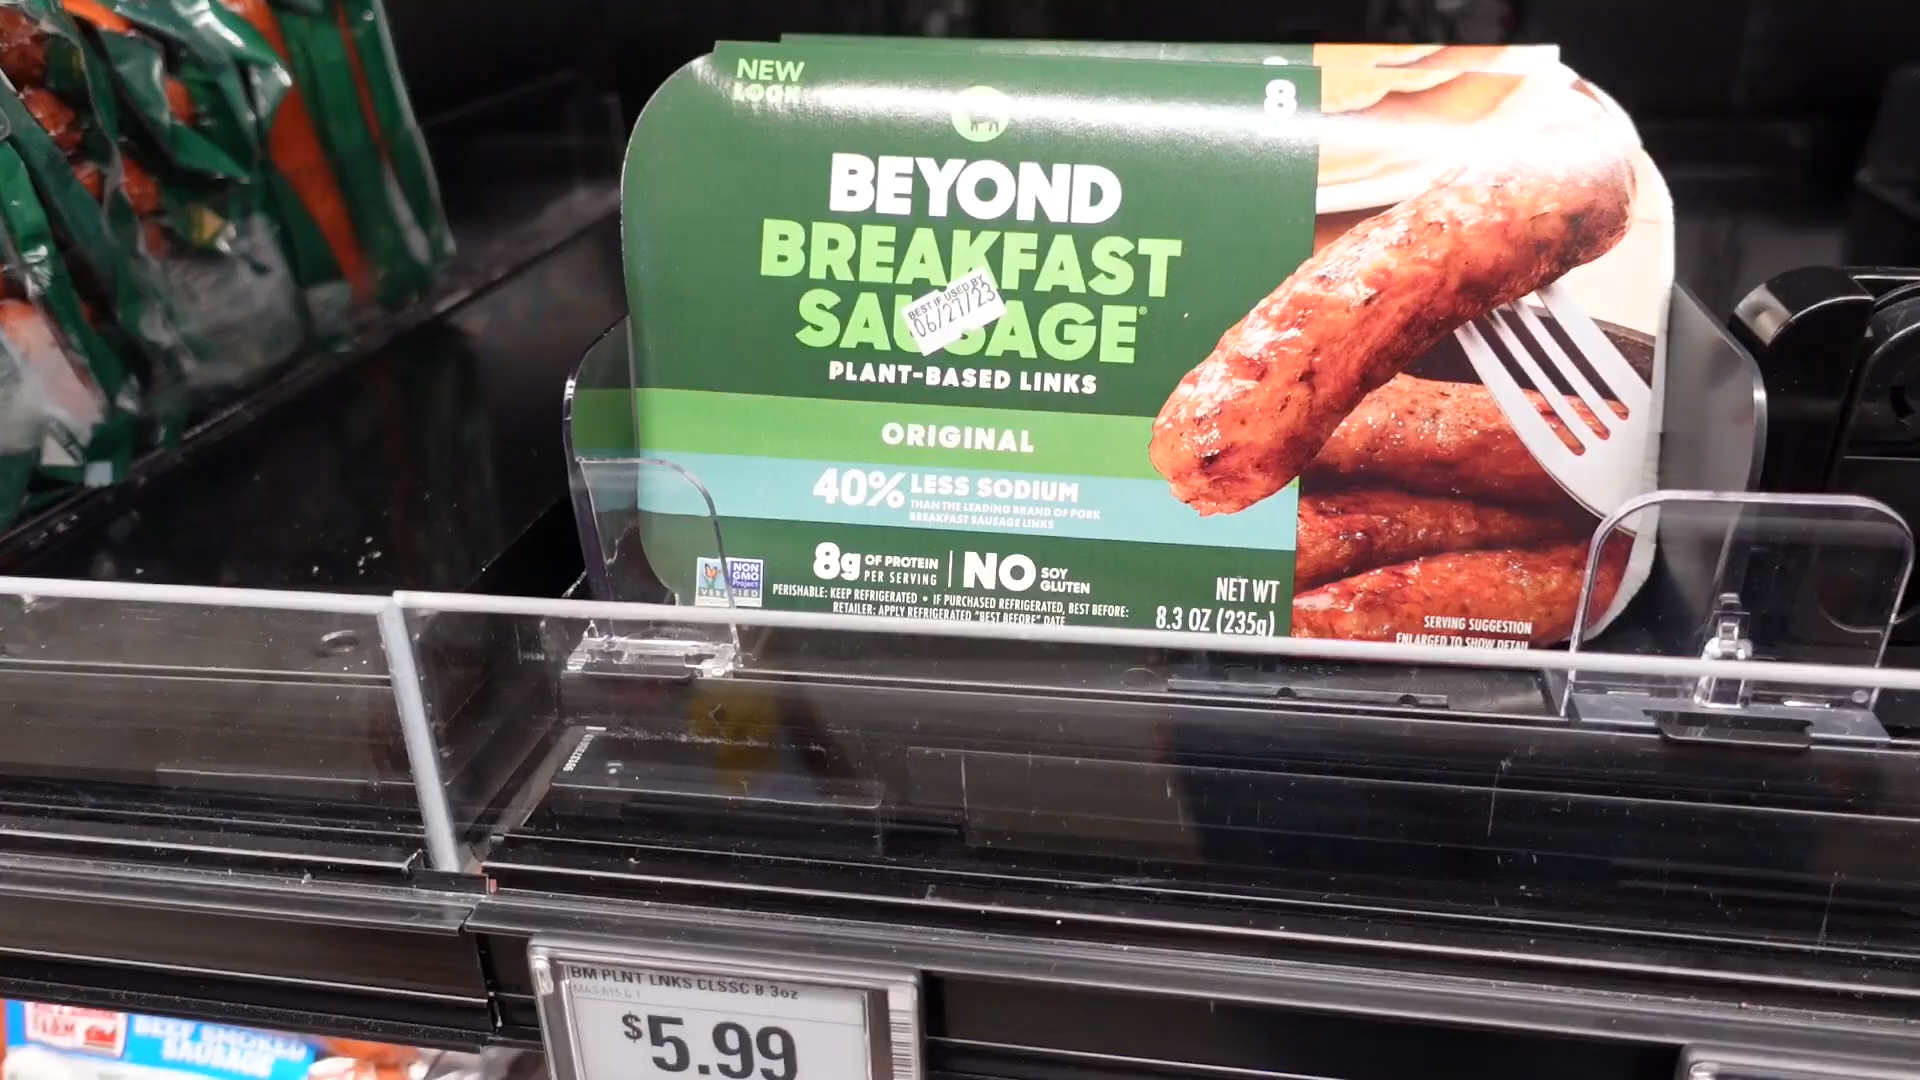 NEW
LOOK
8
BEYOND
BREAKFAST
SAUSAGE
BEST IF USED BY
06/27/23
PLANT-BASED LINKS
ORIGINAL
40% LESS SODIUM
THAN THE LEADING BRAND OF PORK
BREAKFAST SAUSAGE LINKS
NON
GMO
Project
VERIFIED
8g OF PROTEIN
PER SERVING
NO SOY
GLUTEN
PERISHABLE: KEEP REFRIGERATED • IF PURCHASED REFRIGERATED, BEST BEFORE:
RETAILER: APPLY REFRIGERATED "BEST BEFORE" DATE
NET WT
8.3 OZ (235g)
SERVING SUGGESTION
ENLARGED TO SHOW DETAIL
BM PLNT LNKS CLSSC 8.3oz
$5.99
BEEF SMOKED
SAUSAGE